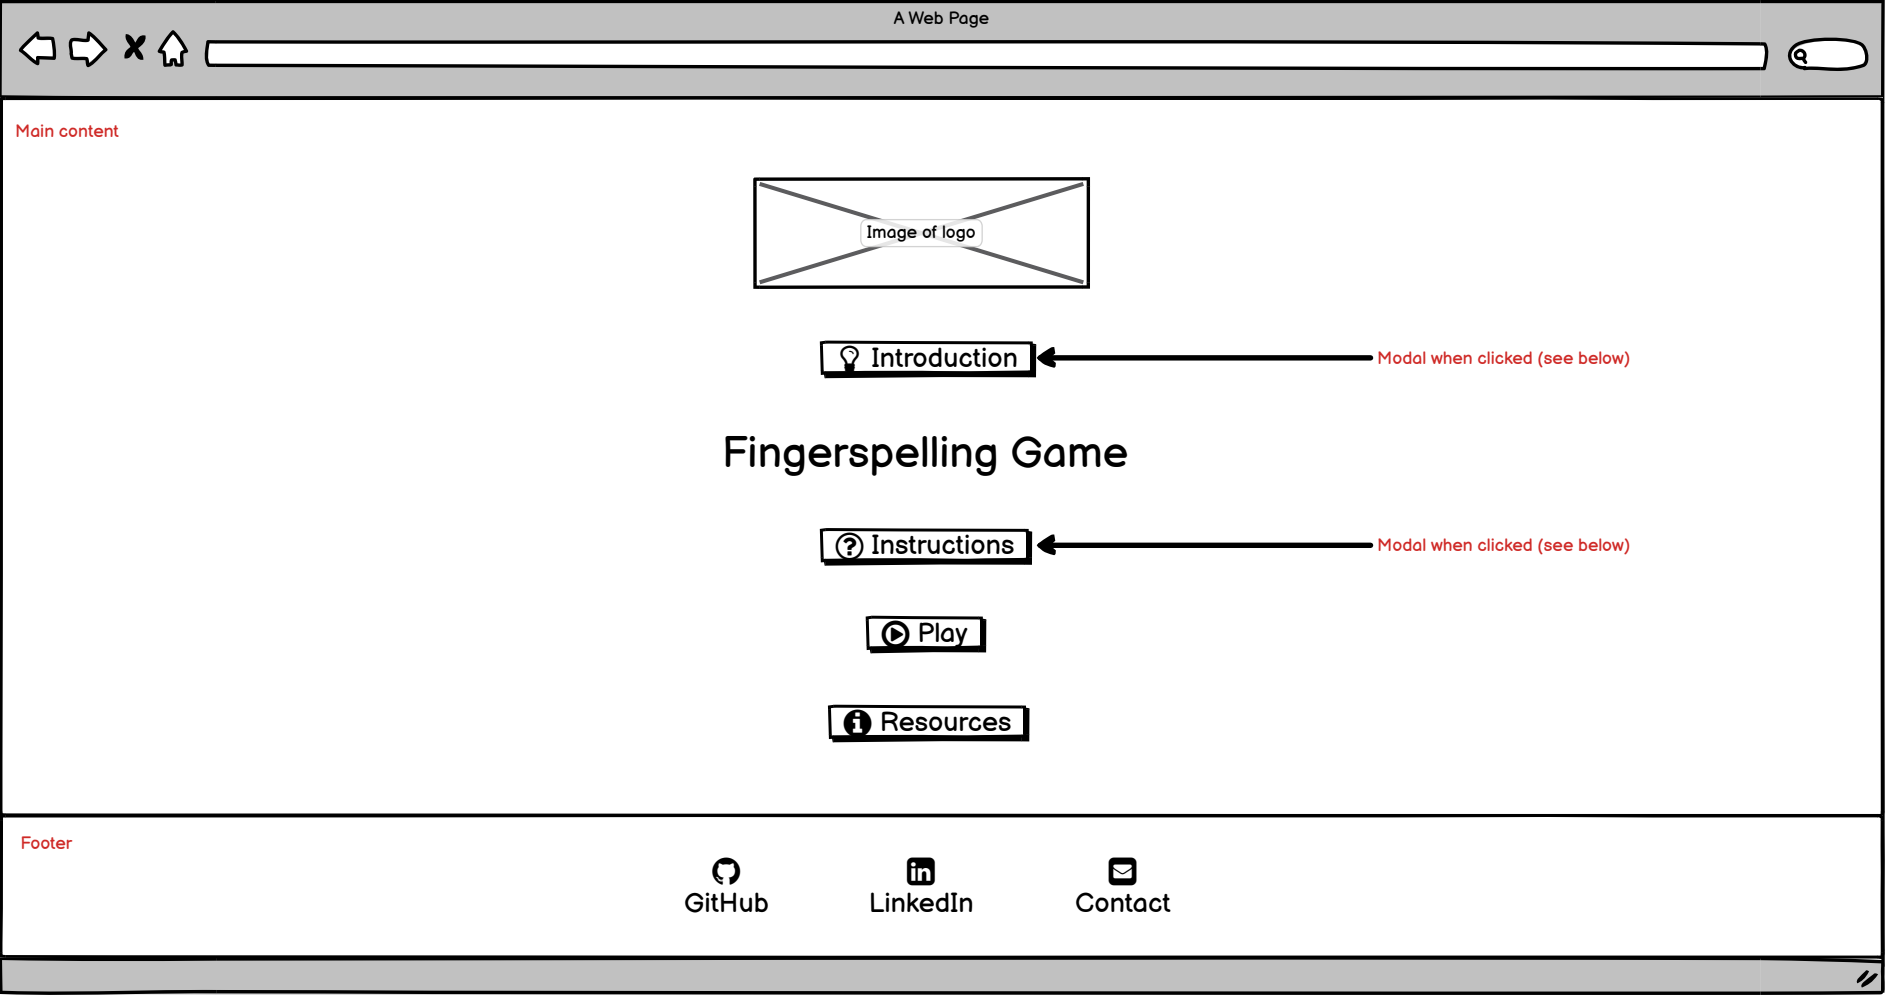 A Web Page
Main content
Image of logo
Introduction
Modal when clicked (see below)
Fingerspelling Game
Instructions
Modal when clicked (see below)
Play
Resources
Footer
GitHub
LinkedIn
Contact